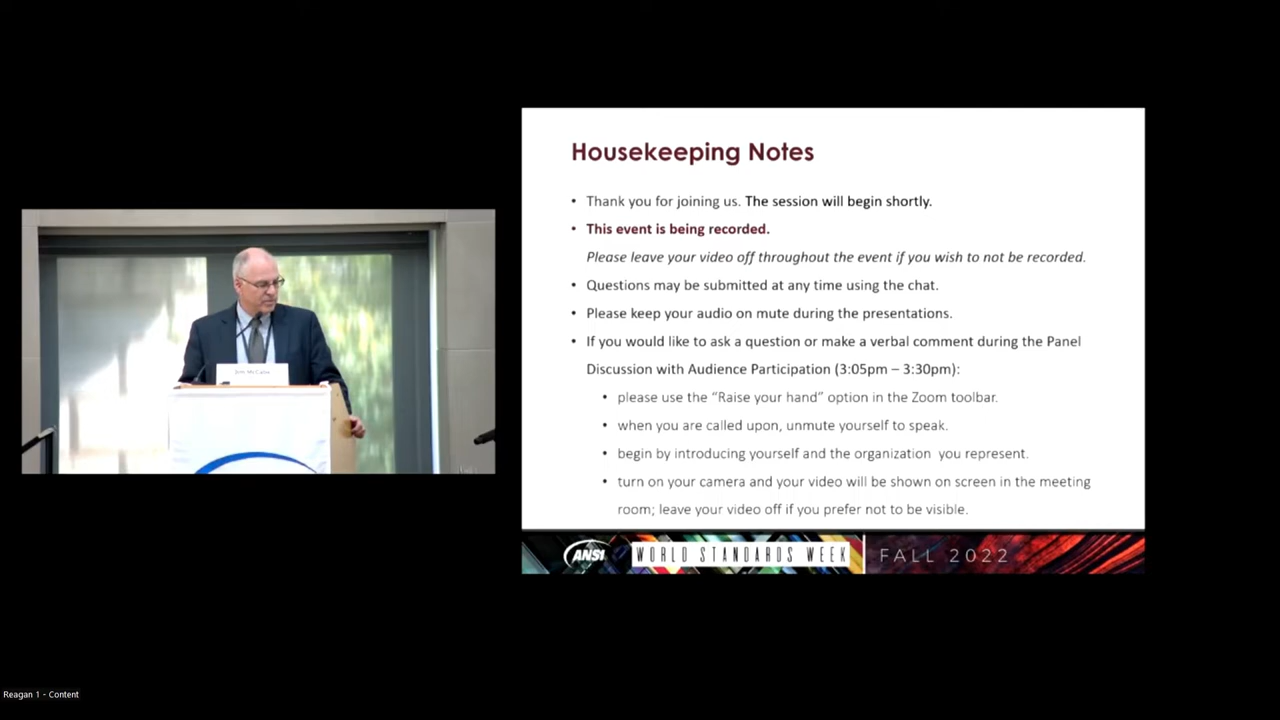 Housekeeping Notes
• Thank you for joining us. The session will begin shortly.
• This event is being recorded.
Please leave your video off throughout the event if you wish to not be recorded.
• Questions may be submitted at any time using the chat.
• Please keep your audio on mute during the presentations.
• If you would like to ask a question or make a verbal comment during the Panel
Discussion with Audience Participation (3:05pm – 3:30pm):
• please use the “Raise your hand” option in the Zoom toolbar.
• when you are called upon, unmute yourself to speak.
• begin by introducing yourself and the organization you represent.
• turn on your camera and your video will be shown on screen in the meeting
room; leave your video off if you prefer not to be visible.
Jim McCabe
ANSI WORLD STANDARDS WEEK FALL 2022
Reagan 1 - Content